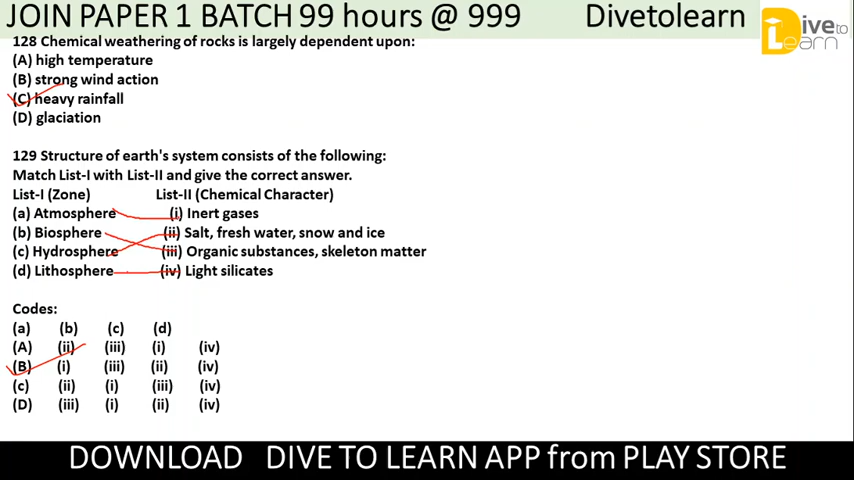 JOIN PAPER 1 BATCH 99 hours @ 999 Divetolearn
Dive to Learn
128 Chemical weathering of rocks is largely dependent upon:
(A) high temperature
(B) strong wind action
(C) heavy rainfall
(D) glaciation
129 Structure of earth's system consists of the following:
Match List-I with List-II and give the correct answer.
List-I (Zone) List-II (Chemical Character)
(a) Atmosphere (i) Inert gases
(b) Biosphere (ii) Salt, fresh water, snow and ice
(c) Hydrosphere (iii) Organic substances, skeleton matter
(d) Lithosphere (iv) Light silicates
Codes:
(a) (b) (c) (d)
(A) (ii) (iii) (i) (iv)
(B) (i) (iii) (ii) (iv)
(c) (ii) (i) (iii) (iv)
(D) (iii) (i) (ii) (iv)
DOWNLOAD DIVE TO LEARN APP from PLAY STORE